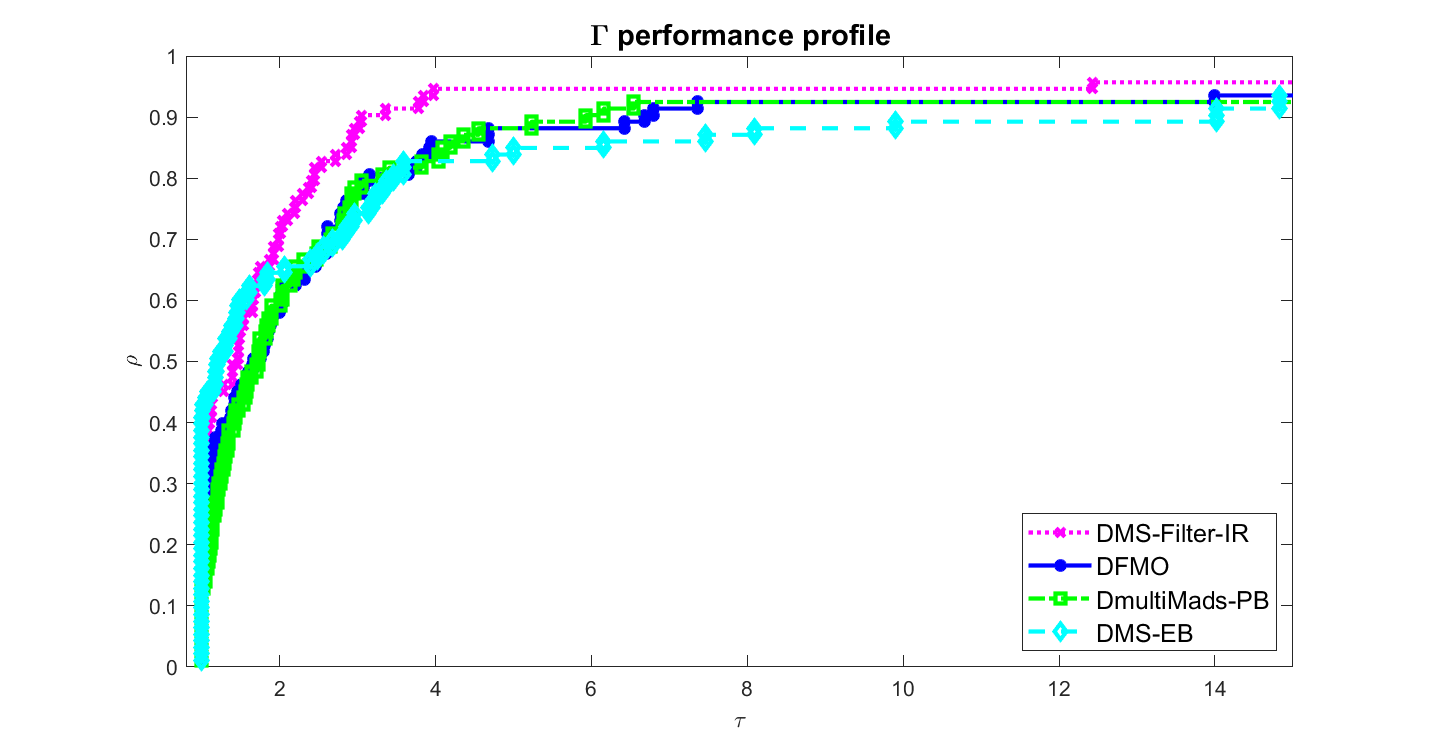 Γ performance profile
1
0.9
0.8
0.7
0.6
0.5
0.4
0.3
0.2
0.1
0
ρ
2 4 6 8 10 12 14
τ
DMS-Filter-IR
DFMO
DmultiMads-PB
DMS-EB